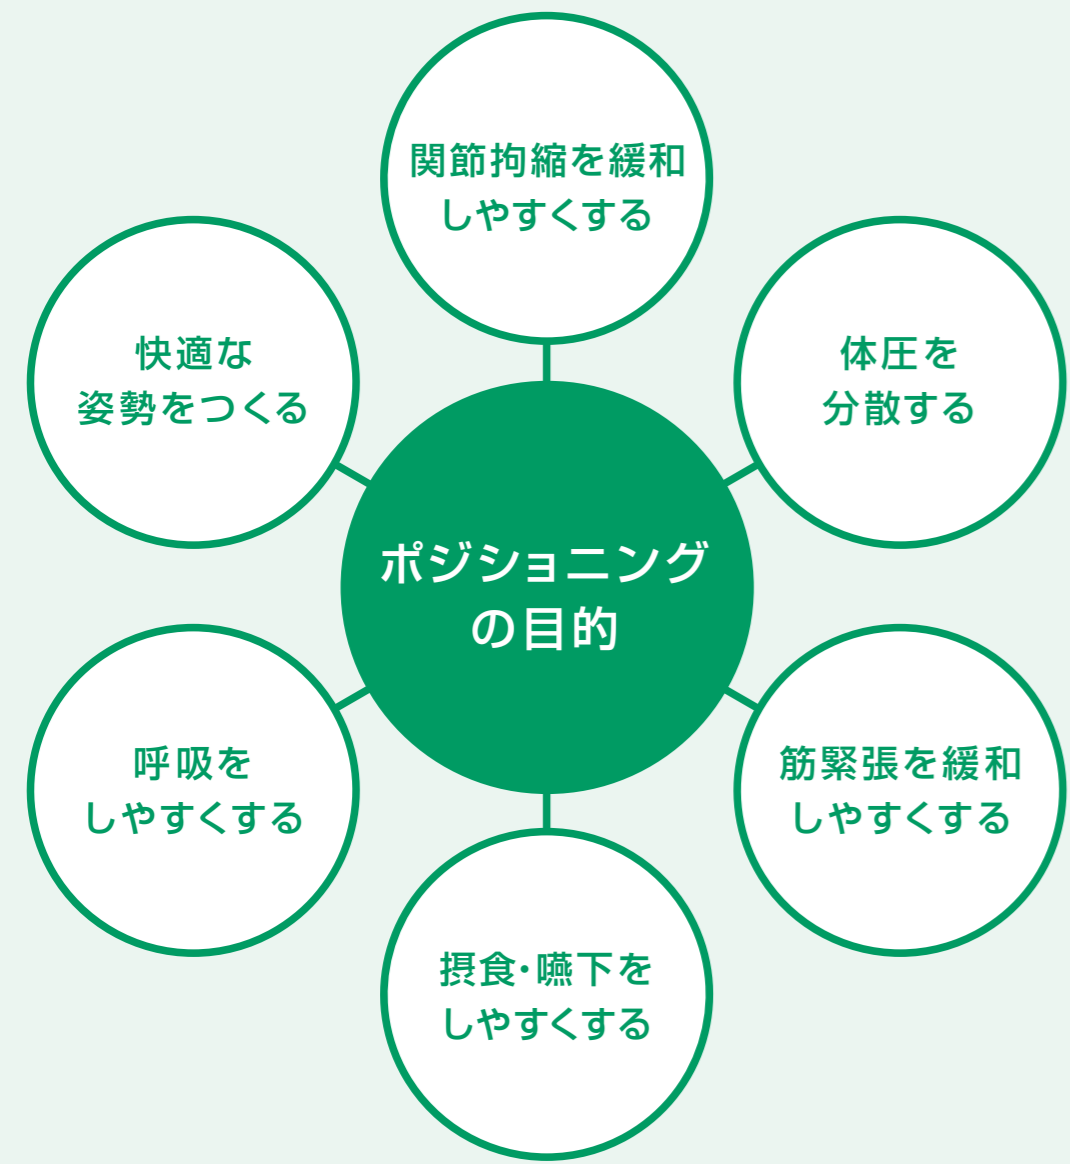 関節拘縮を緩和
しやすくする
快適な
姿勢をつくる
体圧を
分散する
ポジショニング
の目的
呼吸を
しやすくする
筋緊張を緩和
しやすくする
摂食・嚥下を
しやすくする